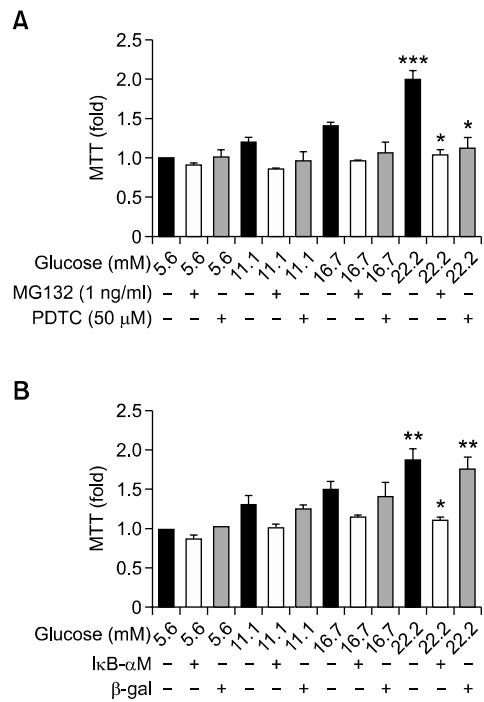 A
2.5
2.0
1.5
1.0
0.5
0
MTT (fold)
***
*
*
Glucose (mM) 5.6 5.6 5.6 11.1 11.1 11.1 16.7 16.7 16.7 22.2 22.2 22.2
MG132 (1 ng/ml) − + − − + − − + − − + −
PDTC (50 μM) − − + − − + − − + − − +
B
2.5
2.0
1.5
1.0
0.5
0
MTT (fold)
**
*
**
Glucose (mM) 5.6 5.6 5.6 11.1 11.1 11.1 16.7 16.7 16.7 22.2 22.2 22.2
IκB-αM − + − − + − − + − − + −
β-gal − − + − − + − − + − − +